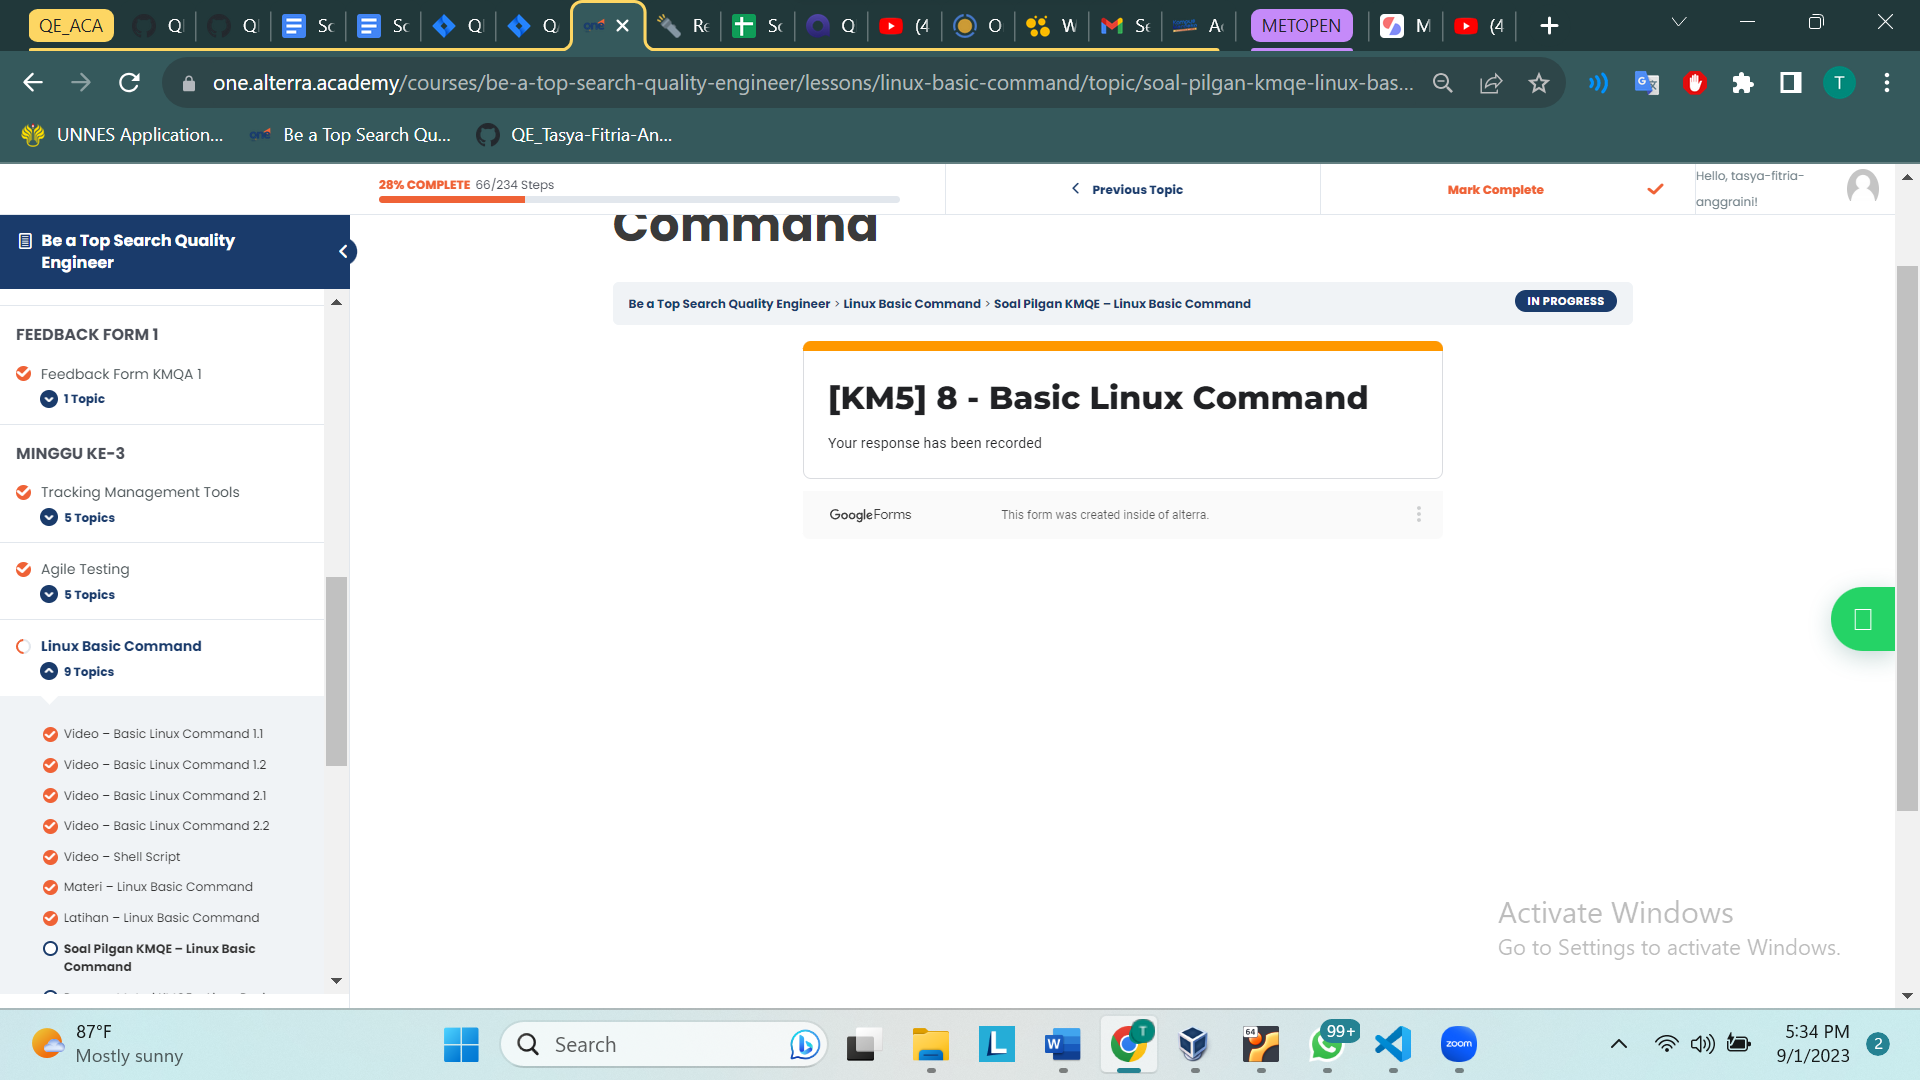 QE_ACA
METOPEN
one.alterra.academy/courses/be-a-top-search-quality-engineer/lessons/linux-basic-command/topic/soal-pilgan-kmqe-linux-bas...
T
UNNES Application...
Be a Top Search Qu...
QE_Tasya-Fitria-An...
28% COMPLETE 66/234 Steps
Previous Topic
Mark Complete
Hello, tasya-fitria-
anggraini!
Be a Top Search Quality
Engineer
Command
Be a Top Search Quality Engineer > Linux Basic Command > Soal Pilgan KMQE – Linux Basic Command
IN PROGRESS
FEEDBACK FORM 1
Feedback Form KMQA 1
1 Topic
MINGGU KE-3
Tracking Management Tools
5 Topics
Agile Testing
5 Topics
Linux Basic Command
9 Topics
Video – Basic Linux Command 1.1
Video – Basic Linux Command 1.2
Video – Basic Linux Command 2.1
Video – Basic Linux Command 2.2
Video – Shell Script
Materi – Linux Basic Command
Latihan – Linux Basic Command
Soal Pilgan KMQE – Linux Basic
Command
[KM5] 8 - Basic Linux Command
Your response has been recorded
Google Forms
This form was created inside of alterra.
Activate Windows
Go to Settings to activate Windows.
87°F
Mostly sunny
Search
T
64
99+
zoom
5:34 PM
9/1/2023
2